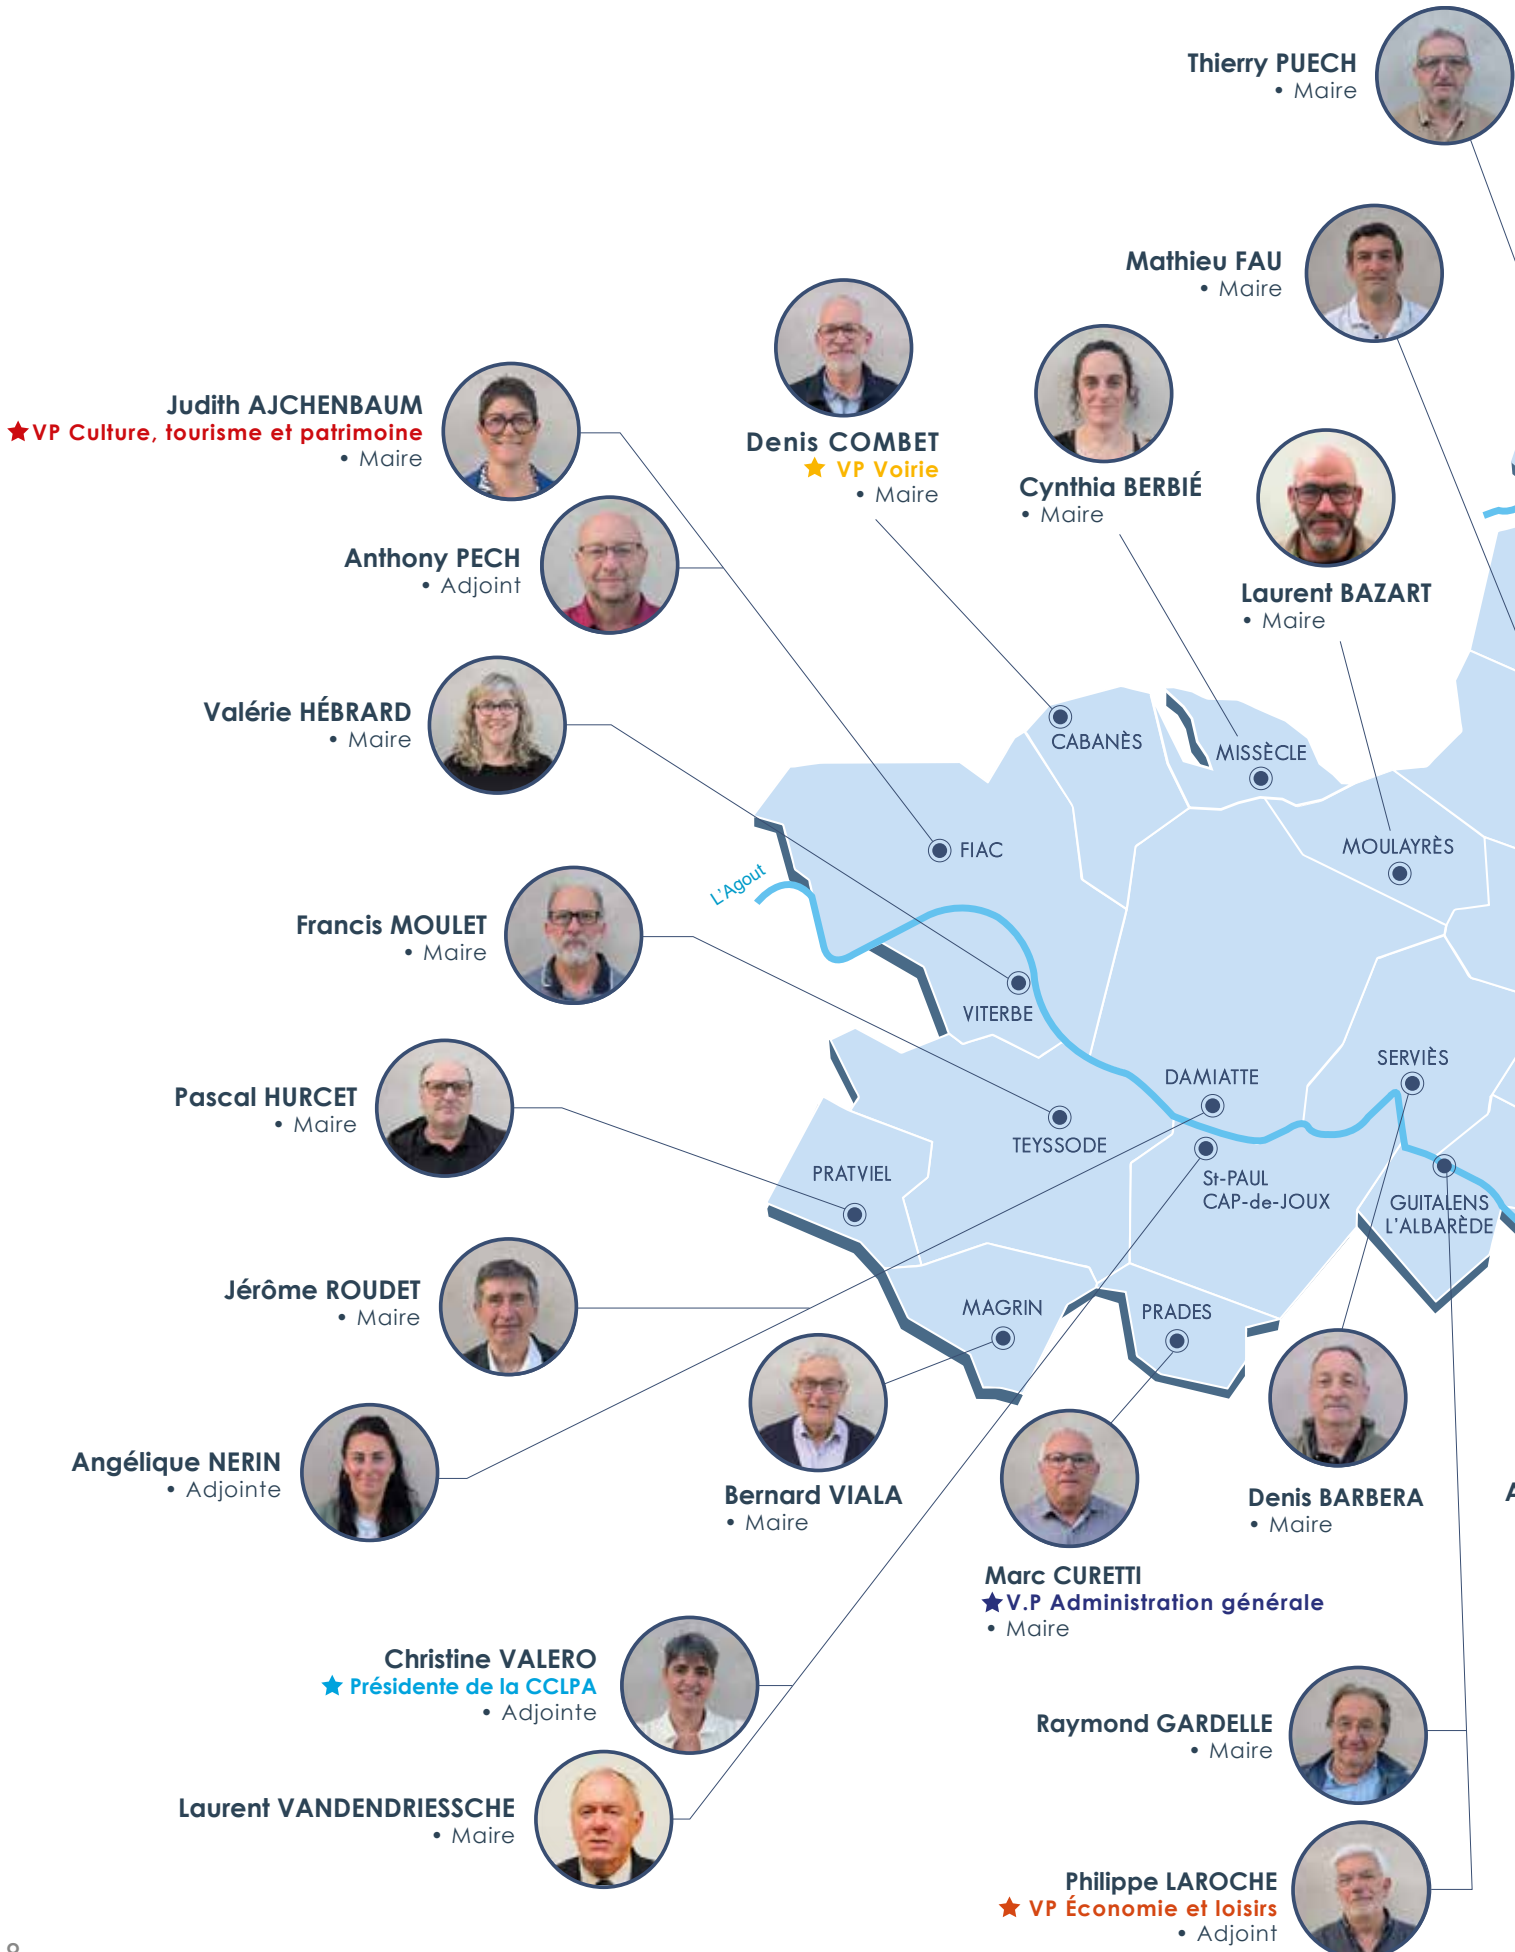 Thierry PUECH
• Maire
Mathieu FAU
• Maire
Judith AJCHENBAUM
★VP Culture, tourisme et patrimoine
• Maire
Denis COMBET
★ VP Voirie
• Maire
Cynthia BERBIÉ
• Maire
Anthony PECH
• Adjoint
Laurent BAZART
• Maire
Valérie HÉBRARD
• Maire
CABANÈS
MISSÈCLE
FIAC
MOULAYRÈS
L'Agout
Francis MOULET
• Maire
VITERBE
SERVIÈS
DAMIATTE
Pascal HURCET
• Maire
TEYSSODE
PRATVIEL
St-PAUL
CAP-de-JOUX
GUITALENS
L'ALBARÈDE
Jérôme ROUDET
• Maire
MAGRIN
PRADES
Angélique NERIN
• Adjointe
Bernard VIALA
• Maire
Denis BARBERA
• Maire
Marc CURETTI
★V.P Administration générale
• Maire
Christine VALERO
★ Présidente de la CCLPA
• Adjointe
Raymond GARDELLE
• Maire
Laurent VANDENDRIESSCHE
• Maire
Philippe LAROCHE
★ VP Économie et loisirs
• Adjoint